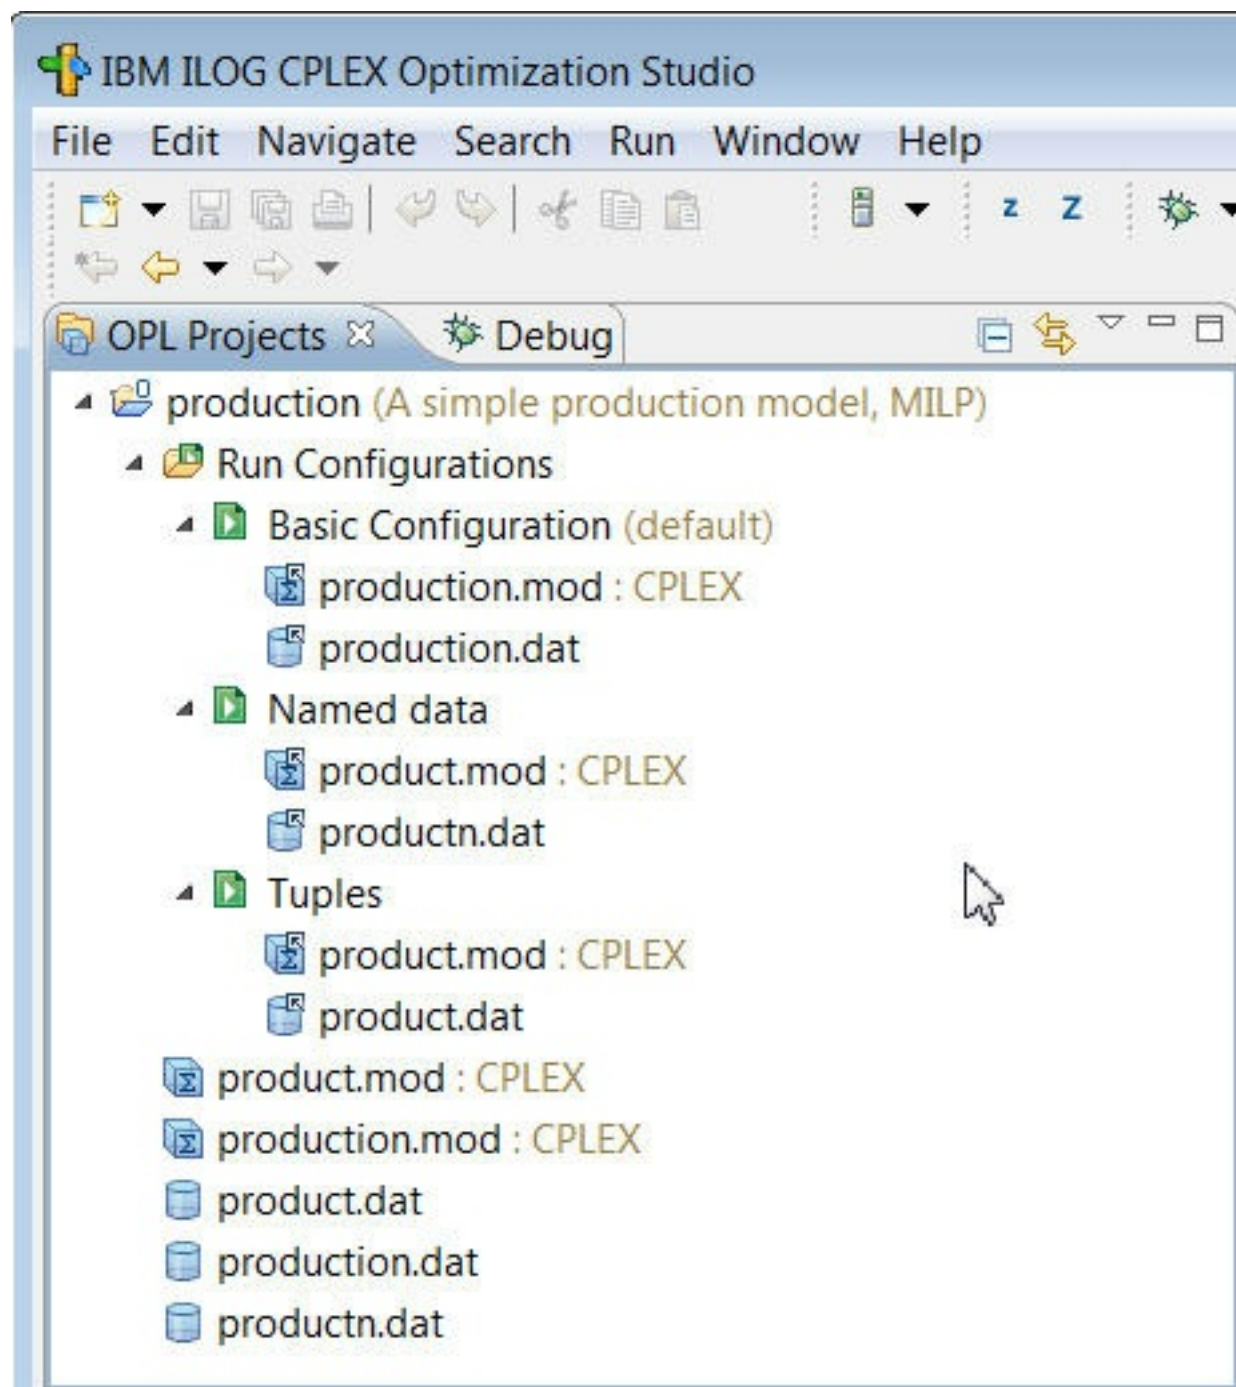 IBM ILOG CPLEX Optimization Studio
File Edit Navigate Search Run Window Help
z Z
OPL Projects Debug
production (A simple production model, MILP)
Run Configurations
Basic Configuration (default)
production.mod : CPLEX
production.dat
Named data
product.mod : CPLEX
productn.dat
Tuples
product.mod : CPLEX
product.dat
product.mod : CPLEX
production.mod : CPLEX
product.dat
production.dat
productn.dat